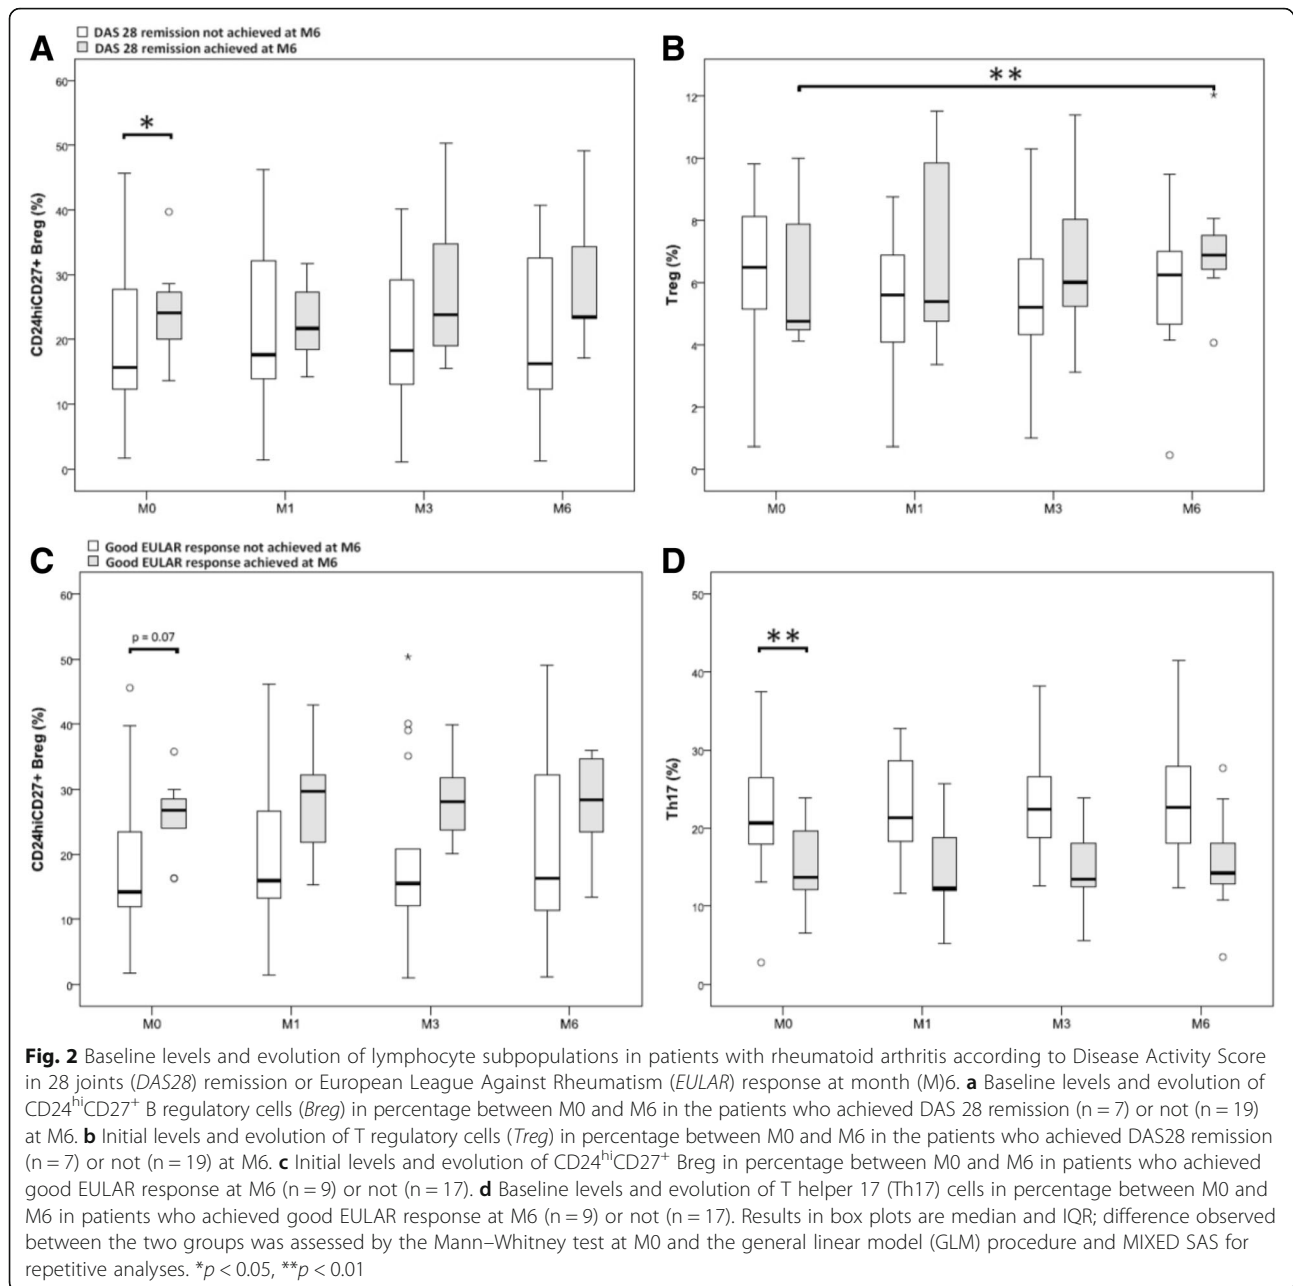 A
DAS 28 remission not achieved at M6
DAS 28 remission achieved at M6
CD24hiCD27+ Breg (%)
60
50
40
30
20
10
0
*
M0 M1 M3 M6
B
Treg (%)
12
10
8
6
4
2
0
**
*
M0 M1 M3 M6
C
Good EULAR response not achieved at M6
Good EULAR response achieved at M6
CD24hiCD27+ Breg (%)
60
50
40
30
20
10
0
p = 0.07
*
M0 M1 M3 M6
D
Th17 (%)
50
40
30
20
10
0
**
M0 M1 M3 M6
Fig. 2 Baseline levels and evolution of lymphocyte subpopulations in patients with rheumatoid arthritis according to Disease Activity Score
in 28 joints (DAS28) remission or European League Against Rheumatism (EULAR) response at month (M)6. a Baseline levels and evolution of
CD24hiCD27+ B regulatory cells (Breg) in percentage between M0 and M6 in the patients who achieved DAS 28 remission (n = 7) or not (n = 19)
at M6. b Initial levels and evolution of T regulatory cells (Treg) in percentage between M0 and M6 in the patients who achieved DAS28 remission
(n = 7) or not (n = 19) at M6. c Initial levels and evolution of CD24hiCD27+ Breg in percentage between M0 and M6 in patients who achieved
good EULAR response at M6 (n = 9) or not (n = 17). d Baseline levels and evolution of T helper 17 (Th17) cells in percentage between M0 and
M6 in patients who achieved good EULAR response at M6 (n = 9) or not (n = 17). Results in box plots are median and IQR; difference observed
between the two groups was assessed by the Mann–Whitney test at M0 and the general linear model (GLM) procedure and MIXED SAS for
repetitive analyses. *p < 0.05, **p < 0.01